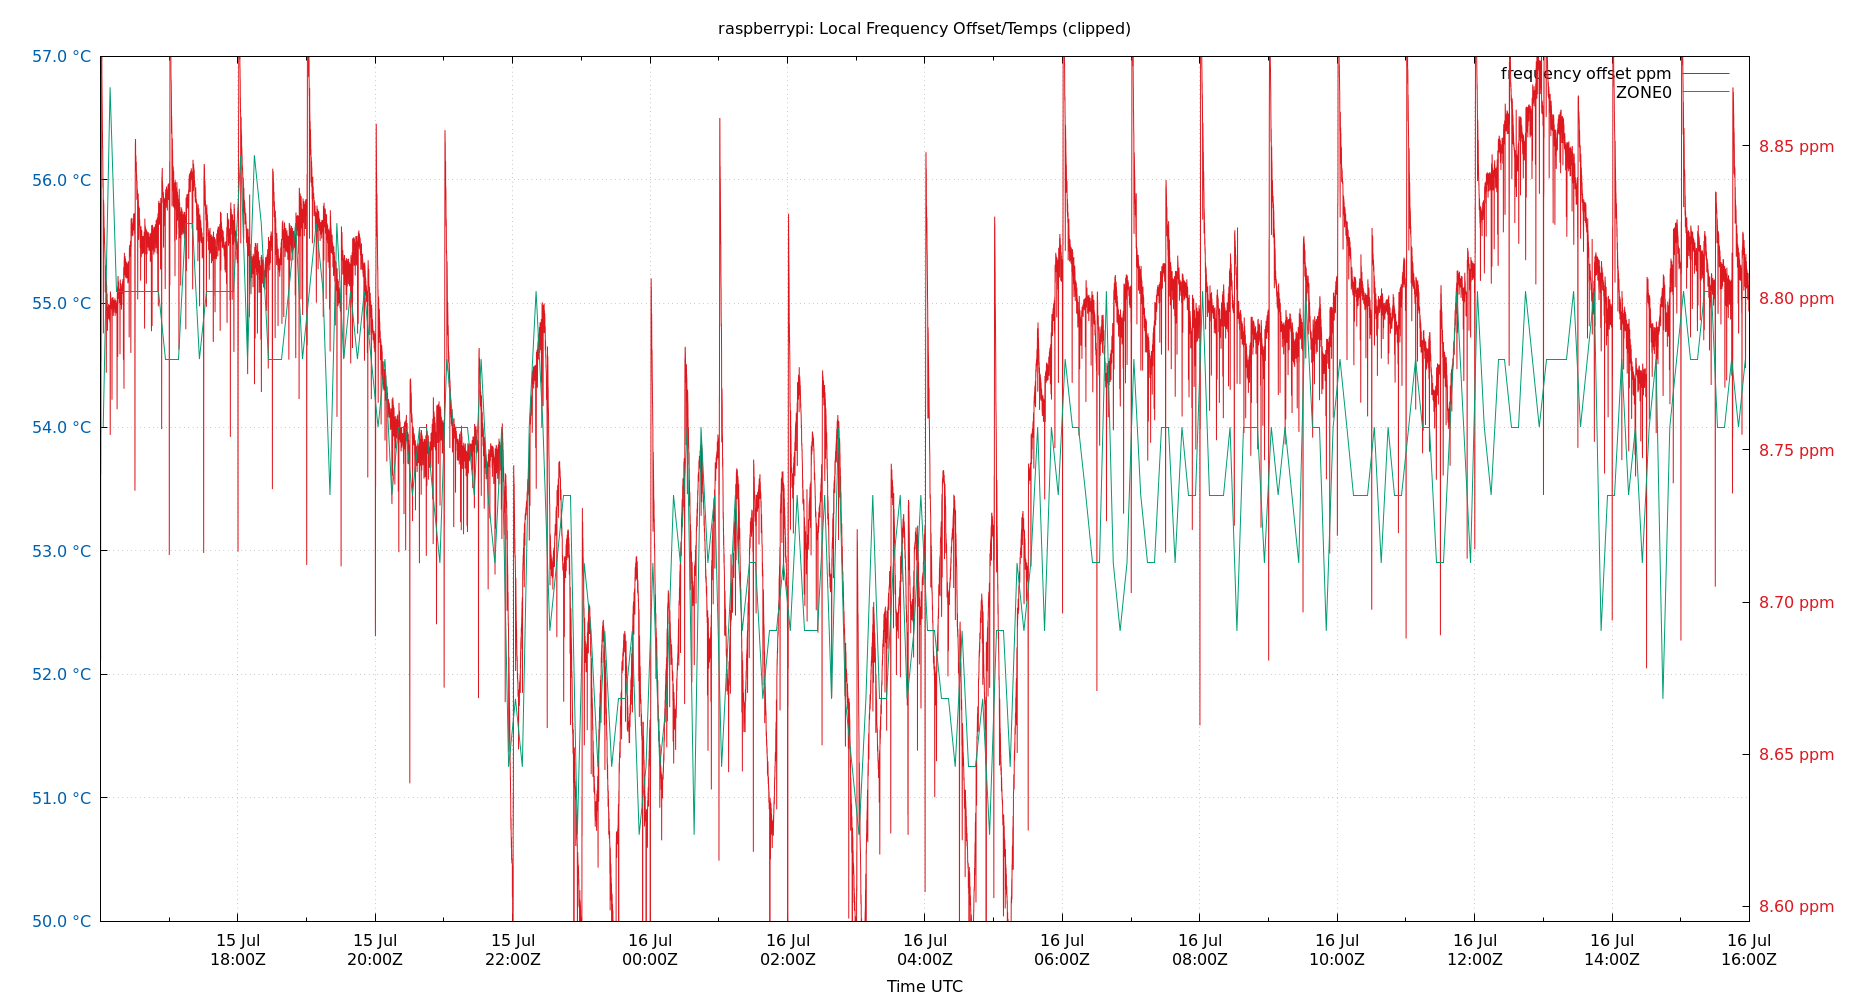 raspberrypi: Local Frequency Offset/Temps (clipped)
57.0 °C
56.0 °C
55.0 °C
54.0 °C
53.0 °C
52.0 °C
51.0 °C
50.0 °C
frequency offset ppm
ZONE0
8.85 ppm
8.80 ppm
8.75 ppm
8.70 ppm
8.65 ppm
8.60 ppm
15 Jul 15 Jul 15 Jul 16 Jul 16 Jul 16 Jul 16 Jul 16 Jul 16 Jul 16 Jul 16 Jul 16 Jul
18:00Z 20:00Z 22:00Z 00:00Z 02:00Z 04:00Z 06:00Z 08:00Z 10:00Z 12:00Z 14:00Z 16:00Z
Time UTC